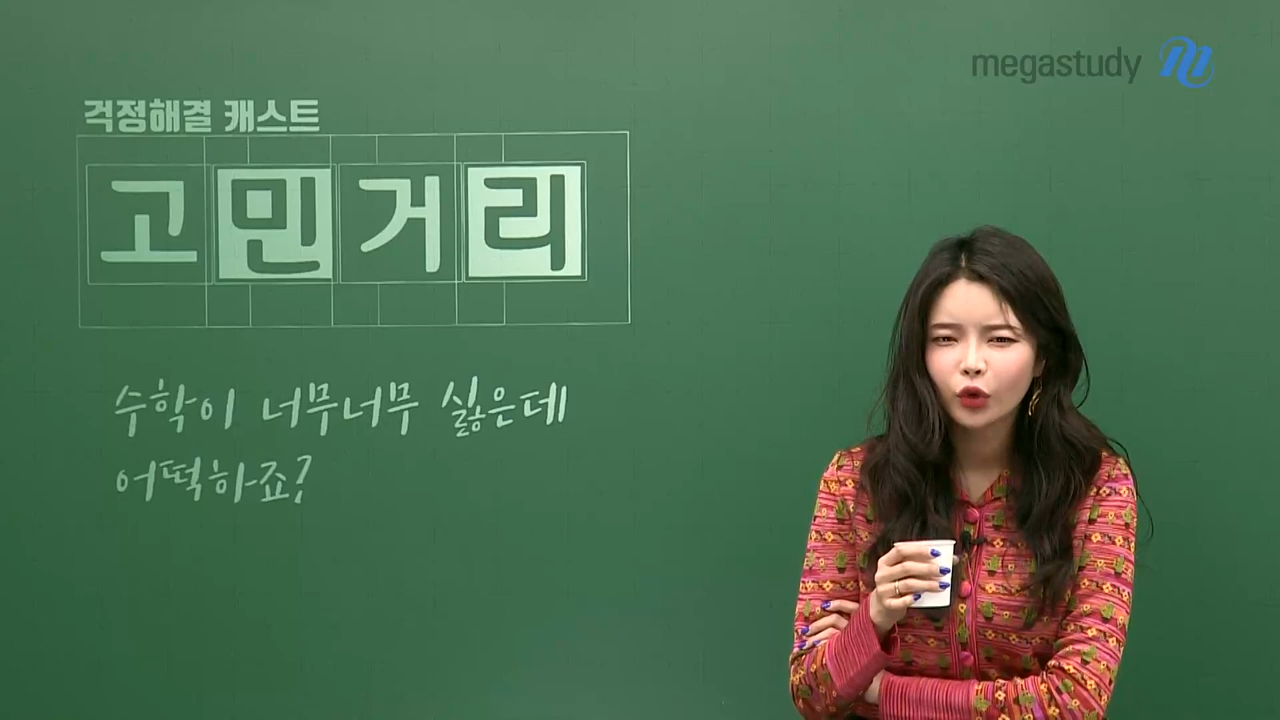 megastudy
걱정해결 캐스트
고민거리
수학이 너무너무 싫은데
어떡하죠?